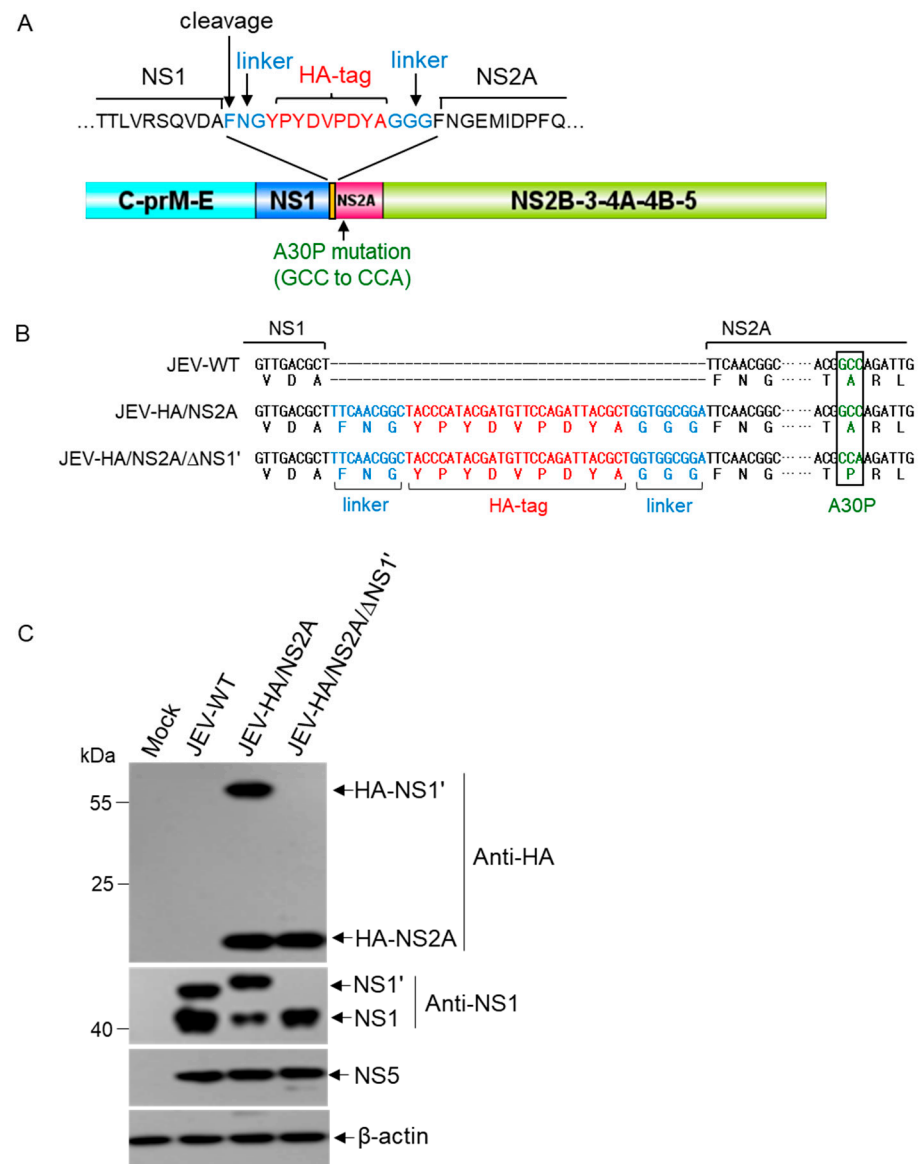 A
cleavage
linker
linker
NS1
HA-tag
NS2A
...TTLVRSQVDAFNGYPYDVPDYAGGGFNGEMIDPFQ...
C-prM-E
NS1
NS2A
NS2B-3-4A-4B-5
A30P mutation
(GCC to CCA)
B
NS1
NS2A
JEV-WT
GTTGACGCT---------------------------------------------TTCAACGGC······ACGGCCAGATTG
V D A --------------------------------------------- F N G ······ T A R L
JEV-HA/NS2A
GTTGACGCTTTCAACGGCTACCCATACGATGTTCCAGATTACGCTGGTGGCGGATTCAACGGC······ACGGCCAGATTG
V D A F N G Y P Y D V P D Y A G G G F N G ······ T A R L
JEV-HA/NS2A/ΔNS1'
GTTGACGCTTTCAACGGCTACCCATACGATGTTCCAGATTACGCTGGTGGCGGATTCAACGGC······ACGCCAAGATTG
V D A F N G Y P Y D V P D Y A G G G F N G ······ T P R L
linker
HA-tag
linker
A30P
C
Mock
JEV-WT
JEV-HA/NS2A
JEV-HA/NS2A/ΔNS1'
kDa
55
25
HA-NS1'
Anti-HA
HA-NS2A
NS1'
Anti-NS1
NS1
40
NS5
β-actin